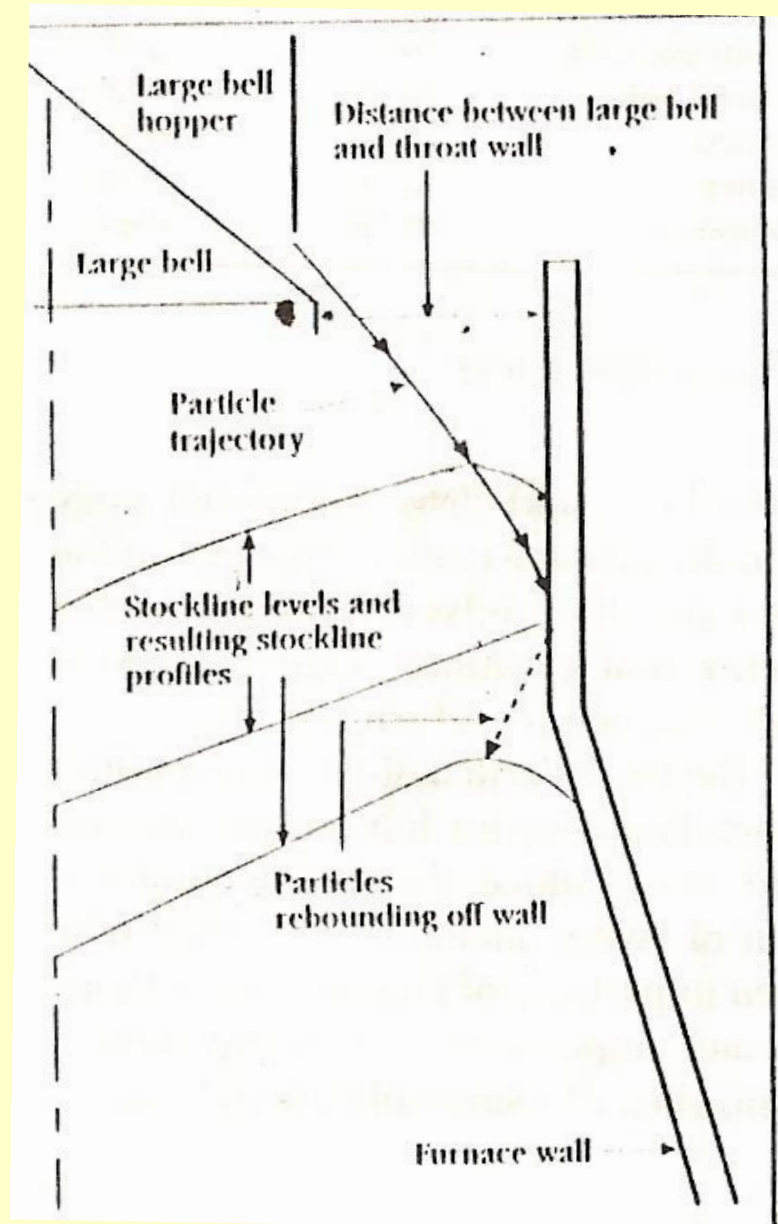 Large bell
hopper
Distance between large bell
and throat wall
Large bell
Particle
trajectory
Stockline levels and
resulting stockline
profiles
Particles
rebounding off wall
Furnace wall